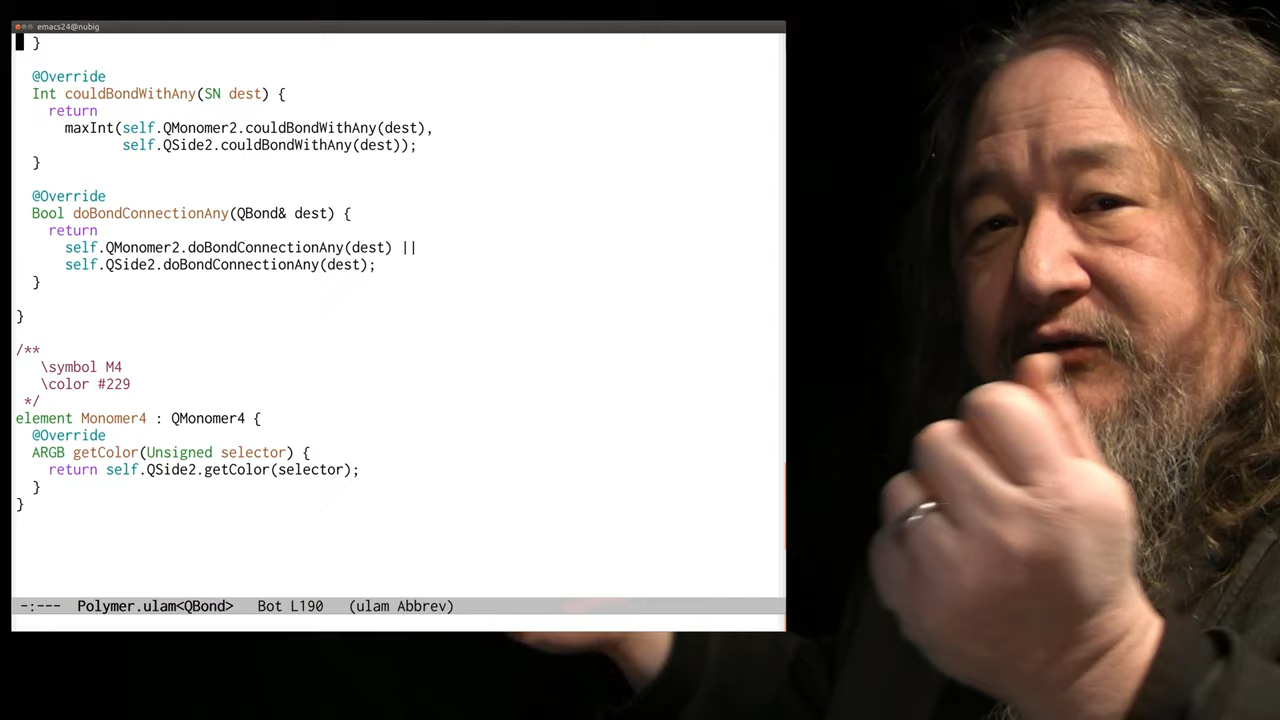 emacs24@nubig
}
@Override
Int couldBondWithAny(SN dest) {
return
maxInt(self.QMonomer2.couldBondWithAny(dest),
self.QSide2.couldBondWithAny(dest));
}
@Override
Bool doBondConnectionAny(QBond& dest) {
return
self.QMonomer2.doBondConnectionAny(dest) ||
self.QSide2.doBondConnectionAny(dest);
}
}
/**
\symbol M4
\color #229
*/
element Monomer4 : QMonomer4 {
@Override
ARGB getColor(Unsigned selector) {
return self.QSide2.getColor(selector);
}
}
-:--- Polymer.ulam<QBond> Bot L190 (ulam Abbrev)